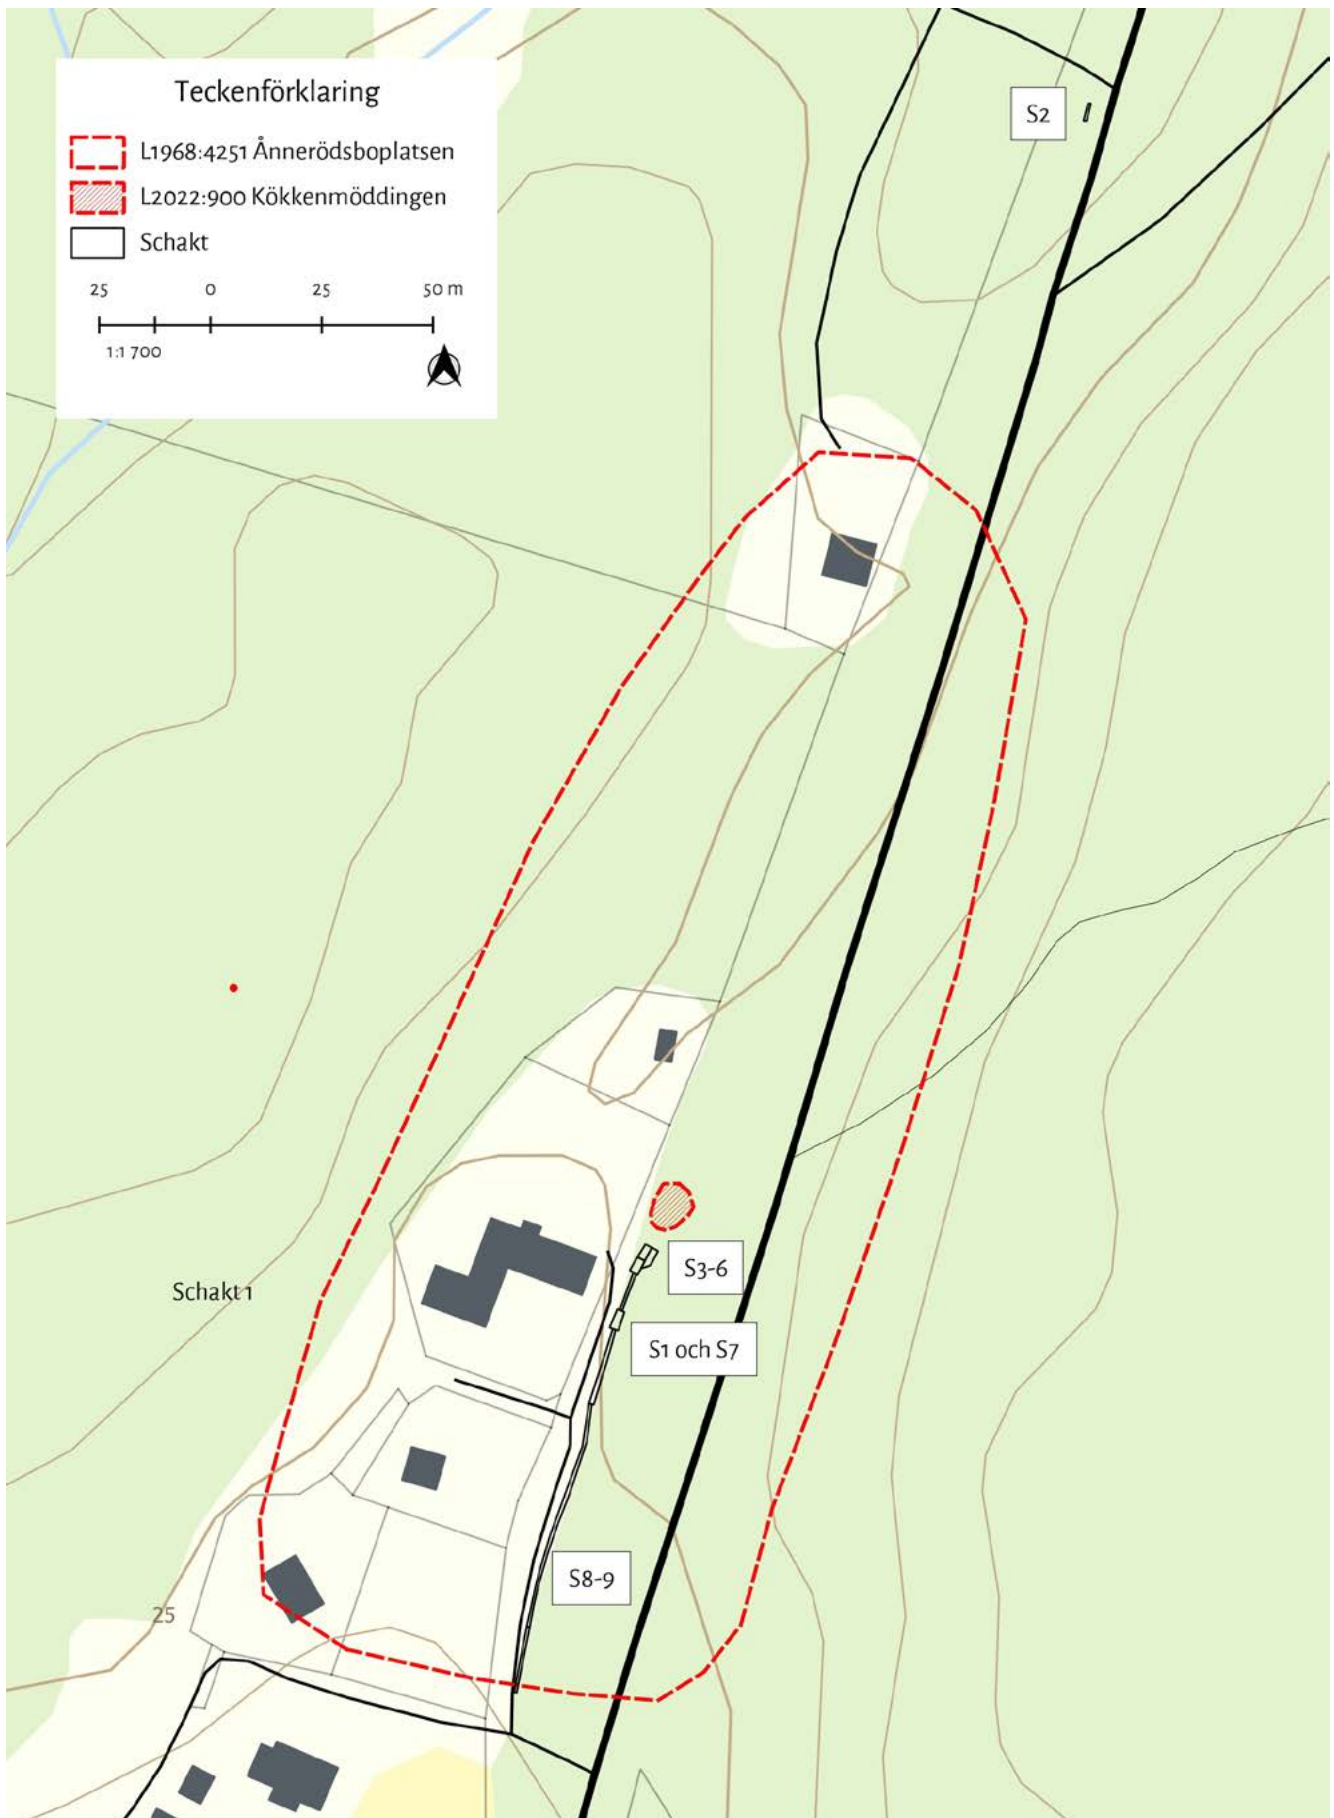 Teckenförklaring
L1968:4251 Ånnerödsboplatsen
L2022:900 Kökkenmöddingen
Schakt
25 0 25 50 m
1:1 700
S2
S3-6
Schakt 1
S1 och S7
S8-9
25